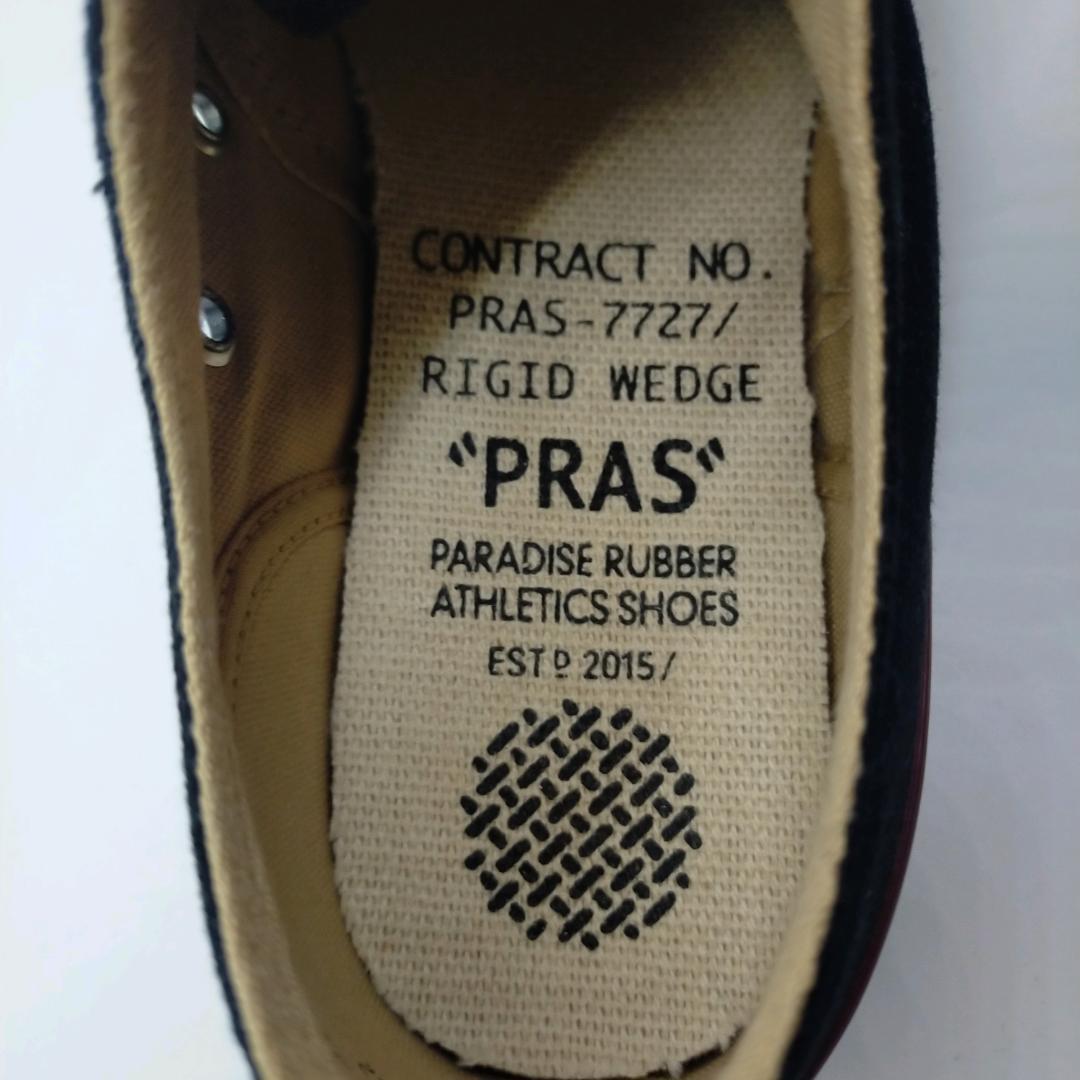 CONTRACT NO.
PRAS-7727/
RIGID WEDGE
“PRAS“
PARADISE RUBBER
ATHLETICS SHOES
ESTᴰ 2015/